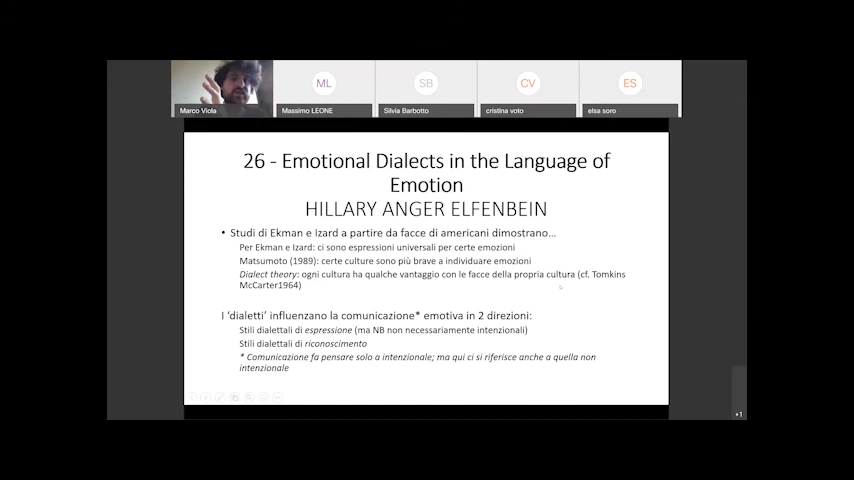 ML
SB
CV
ES
Marco Viola
Massimo LEONE
Silvia Barbotto
cristina voto
elsa soro
26 - Emotional Dialects in the Language of
Emotion
HILLARY ANGER ELFENBEIN
• Studi di Ekman e Izard a partire da facce di americani dimostrano…
Per Ekman e Izard: ci sono espressioni universali per certe emozioni
Matsumoto (1989): certe culture sono più brave a individuare emozioni
Dialect theory: ogni cultura ha qualche vantaggio con le facce della propria cultura (cf. Tomkins
McCarter1964)
I ‘dialetti’ influenzano la comunicazione* emotiva in 2 direzioni:
Stili dialettali di espressione (ma NB non necessariamente intenzionali)
Stili dialettali di riconoscimento
* Comunicazione fa pensare solo a intenzionale; ma qui ci si riferisce anche a quella non
intenzionale
+1